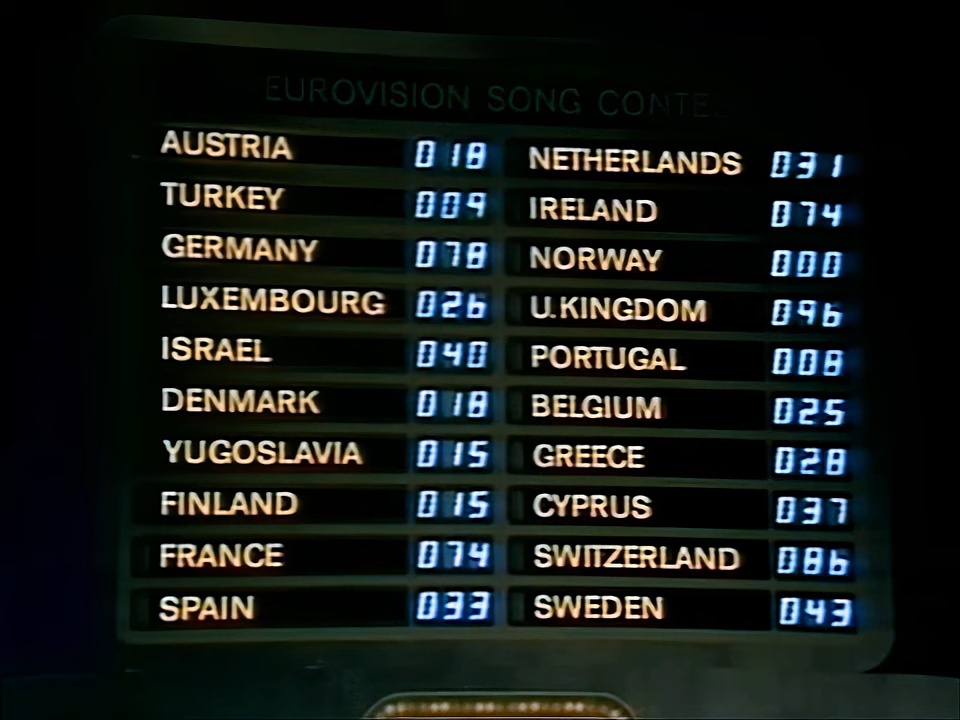 EUROVISION SONG CONTE
AUSTRIA 018
TURKEY 009
GERMANY 078
LUXEMBOURG 026
ISRAEL 040
DENMARK 018
YUGOSLAVIA 015
FINLAND 015
FRANCE 074
SPAIN 033
NETHERLANDS 031
IRELAND 074
NORWAY 000
U.KINGDOM 096
PORTUGAL 008
BELGIUM 025
GREECE 028
CYPRUS 037
SWITZERLAND 086
SWEDEN 043